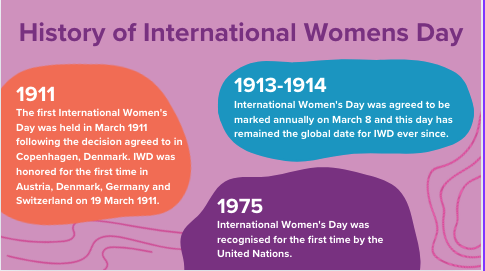 History of International Womens Day
1911
The first International Women's
Day was held in March 1911
following the decision agreed to in
Copenhagen, Denmark. IWD was
honored for the first time in
Austria, Denmark, Germany and
Switzerland on 19 March 1911.
1913-1914
International Women's Day was agreed to be
marked annually on March 8 and this day has
remained the global date for IWD ever since.
1975
International Women's Day was
recognised for the first time by the
United Nations.